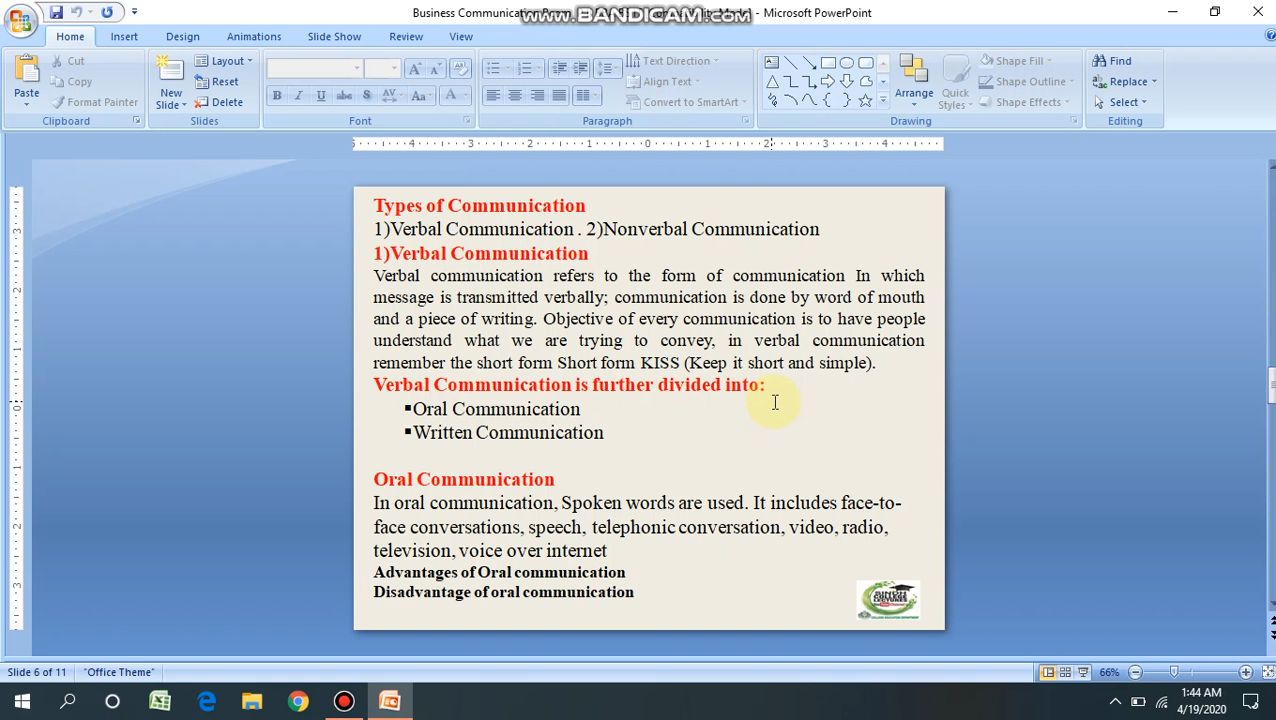 Business Communication
- Microsoft PowerPoint
www.BANDICAM.com
Home Insert Design Animations Slide Show Review View
Cut
Copy
Format Painter
Paste
Clipboard
New Slide
Layout
Reset
Delete
Slides
B I U abc S AV Aa A
Font
Text Direction
Align Text
Convert to SmartArt
Paragraph
Arrange
Quick Styles
Shape Fill
Shape Outline
Shape Effects
Drawing
Find
Replace
Select
Editing
Types of Communication
1)Verbal Communication . 2)Nonverbal Communication
1)Verbal Communication
Verbal communication refers to the form of communication In which
message is transmitted verbally; communication is done by word of mouth
and a piece of writing. Objective of every communication is to have people
understand what we are trying to convey, in verbal communication
remember the short form Short form KISS (Keep it short and simple).
Verbal Communication is further divided into:
▪Oral Communication
▪Written Communication
Oral Communication
In oral communication, Spoken words are used. It includes face-to-
face conversations, speech, telephonic conversation, video, radio,
television, voice over internet
Advantages of Oral communication
Disadvantage of oral communication
SINDH
LECTURES
Slide 6 of 11 "Office Theme" 66%
1:44 AM
4/19/2020